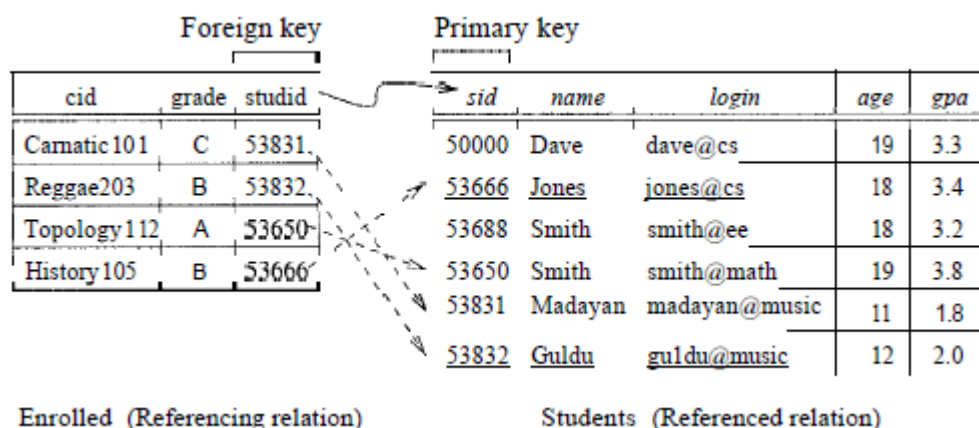 Foreign key Primary key
cid grade studid sid name login age gpa
Carnatic 101 C 53831 50000 Dave dave@cs 19 3.3
Reggae203 B 53832 53666 Jones jones@cs 18 3.4
Topology112 A 53650 53688 Smith smith@ee 18 3.2
History105 B 53666 53650 Smith smith@math 19 3.8
53831 Madayan madayan@music 11 1.8
53832 Guldu gu1du@music 12 2.0
Enrolled (Referencing relation) Students (Referenced relation)